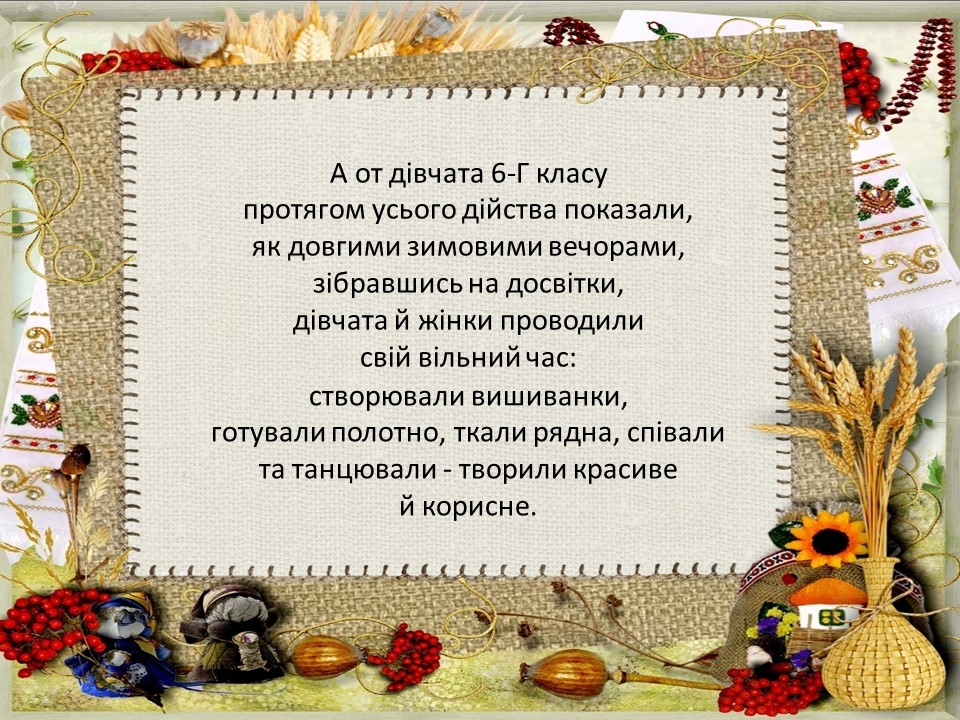 А от дівчата 6-Г класу
протягом усього дійства показали,
як довгими зимовими вечорами,
зібравшись на досвітки,
дівчата й жінки проводили
свій вільний час:
створювали вишиванки,
готували полотно, ткали рядна, співали
та танцювали - творили красиве
й корисне.